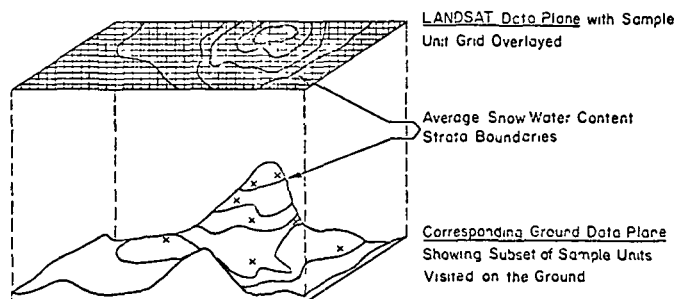 LANDSAT Data Plane with Sample
Unit Grid Overlayed
Average Snow Water Content
Strata Boundaries
Corresponding Ground Data Plane
Showing Subset of Sample Units
Visited on the Ground